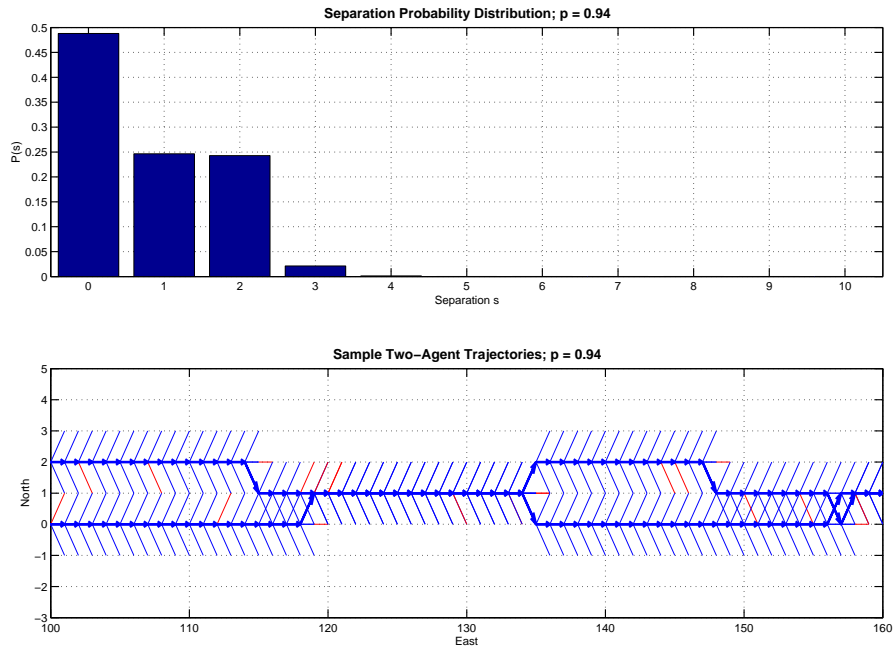 Separation Probability Distribution; p = 0.94
0.5
0.45
0.4
0.35
0.3
0.25
0.2
0.15
0.1
0.05
0
P(s)
0 1 2 3 4 5 6 7 8 9 10
Separation s
Sample Two−Agent Trajectories; p = 0.94
5
4
3
2
1
0
−1
−2
−3
North
100 110 120 130 140 150 160
East